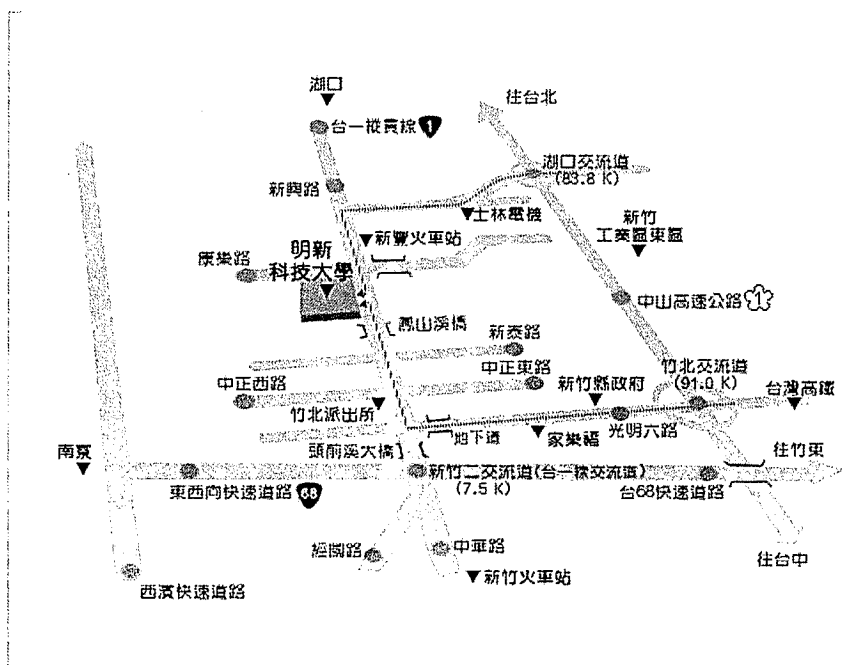 湖口
往台北
台一縱貫線 1
湖口交流道
(83.8 K)
新興路
士林電機
新竹
工業區東區
新豐火車站
明新
科技大學
康樂路
中山高速公路 1
鳳山溪橋
新泰路
中正東路
竹北交流道
(91.0 K)
中正西路
新竹縣政府
台灣高鐵
竹北派出所
光明六路
地下道
家樂福
頭前溪大橋
南寮
往竹東
新竹二交流道(台一線交流道)
(7.5 K)
東西向快速道路 68
台68快速道路
經國路
中華路
往台中
新竹火車站
西濱快速道路